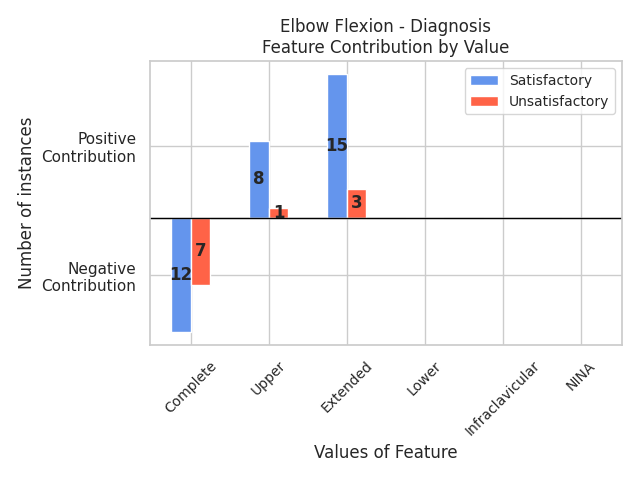 Elbow Flexion - Diagnosis
Feature Contribution by Value
Satisfactory
Unsatisfactory
Number of instances
Positive
Contribution
Negative
Contribution
12
7
8
1
15
3
Complete
Upper
Extended
Lower
Infraclavicular
NINA
Values of Feature